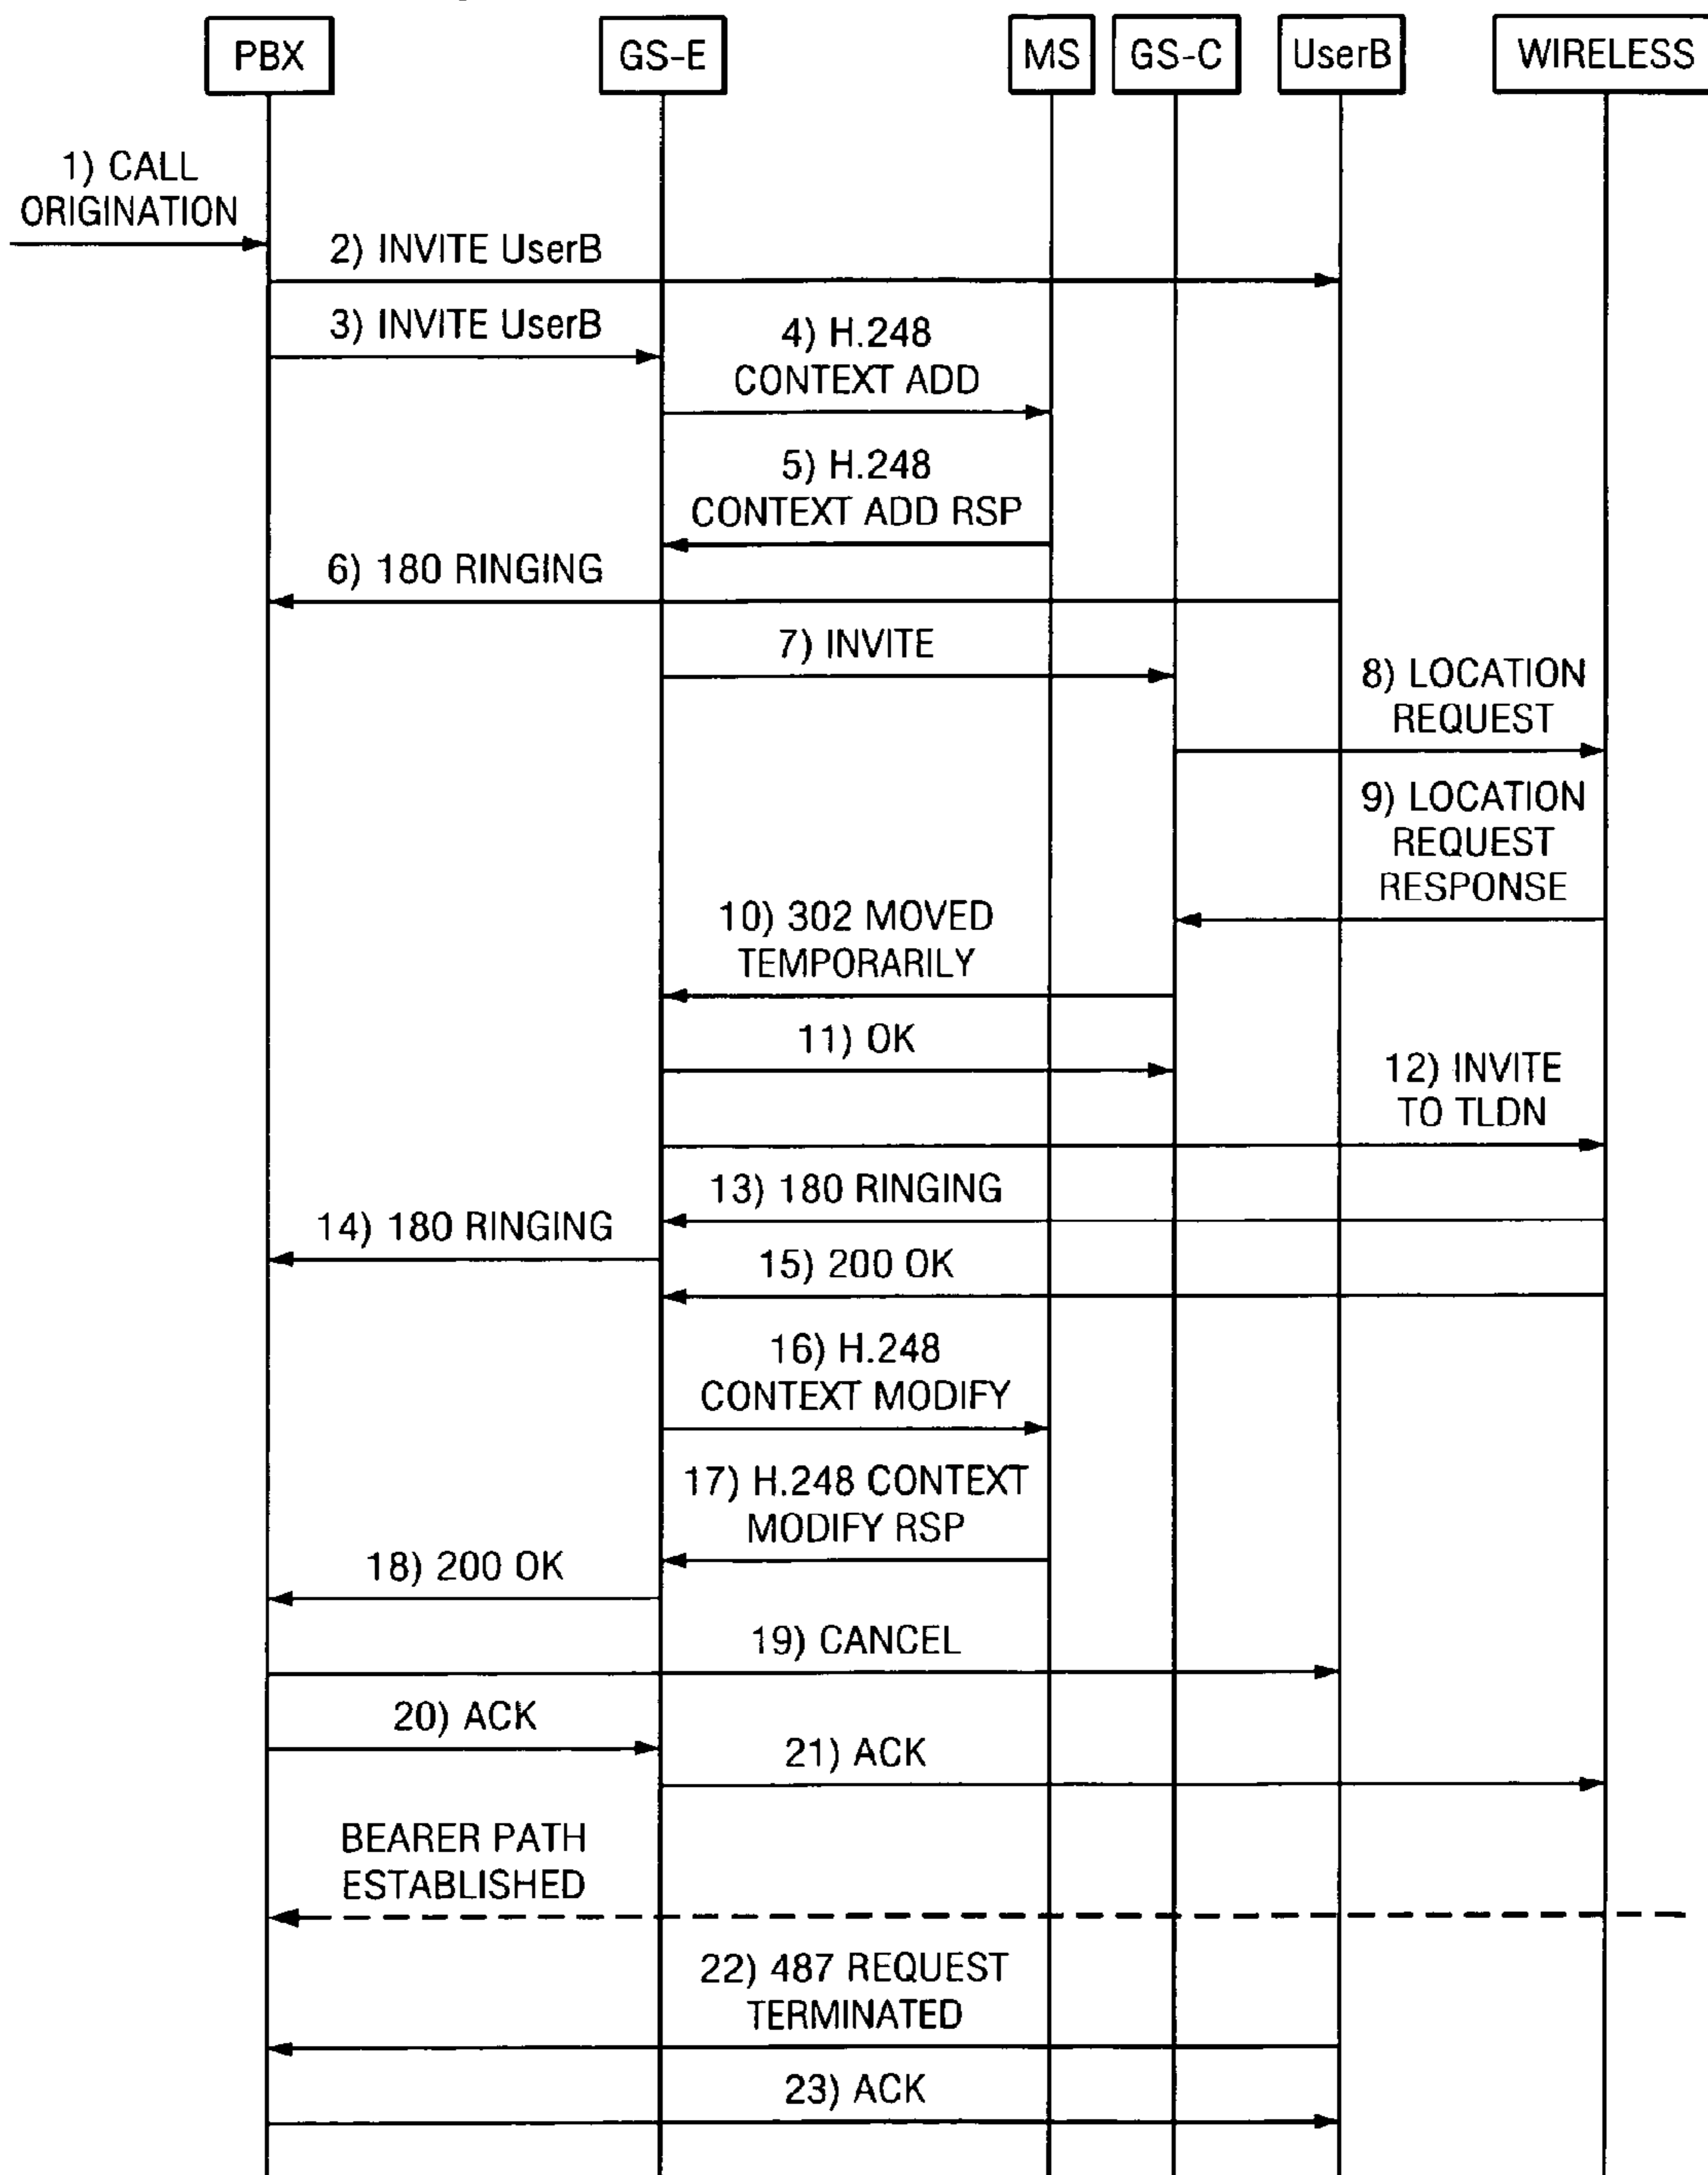 PBX
GS-E
MS
GS-C
UserB
WIRELESS
1) CALL
ORIGINATION
2) INVITE UserB
3) INVITE UserB
4) H.248
CONTEXT ADD
5) H.248
CONTEXT ADD RSP
6) 180 RINGING
7) INVITE
8) LOCATION
REQUEST
9) LOCATION
REQUEST
RESPONSE
10) 302 MOVED
TEMPORARILY
11) OK
12) INVITE
TO TLDN
13) 180 RINGING
14) 180 RINGING
15) 200 OK
16) H.248
CONTEXT MODIFY
17) H.248 CONTEXT
MODIFY RSP
18) 200 OK
19) CANCEL
20) ACK
21) ACK
BEARER PATH
ESTABLISHED
22) 487 REQUEST
TERMINATED
23) ACK